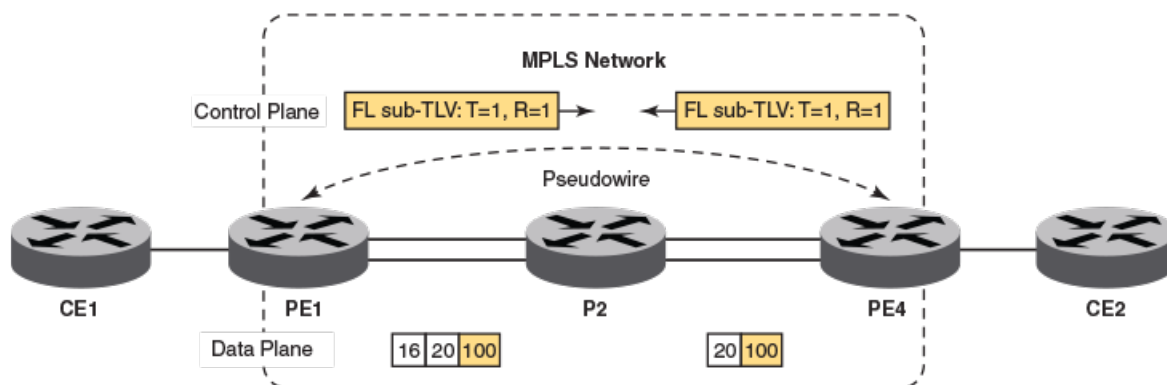 MPLS Network
Control Plane
FL sub-TLV: T=1, R=1
FL sub-TLV: T=1, R=1
Pseudowire
CE1
PE1
P2
PE4
CE2
Data Plane
16 20 100
20 100